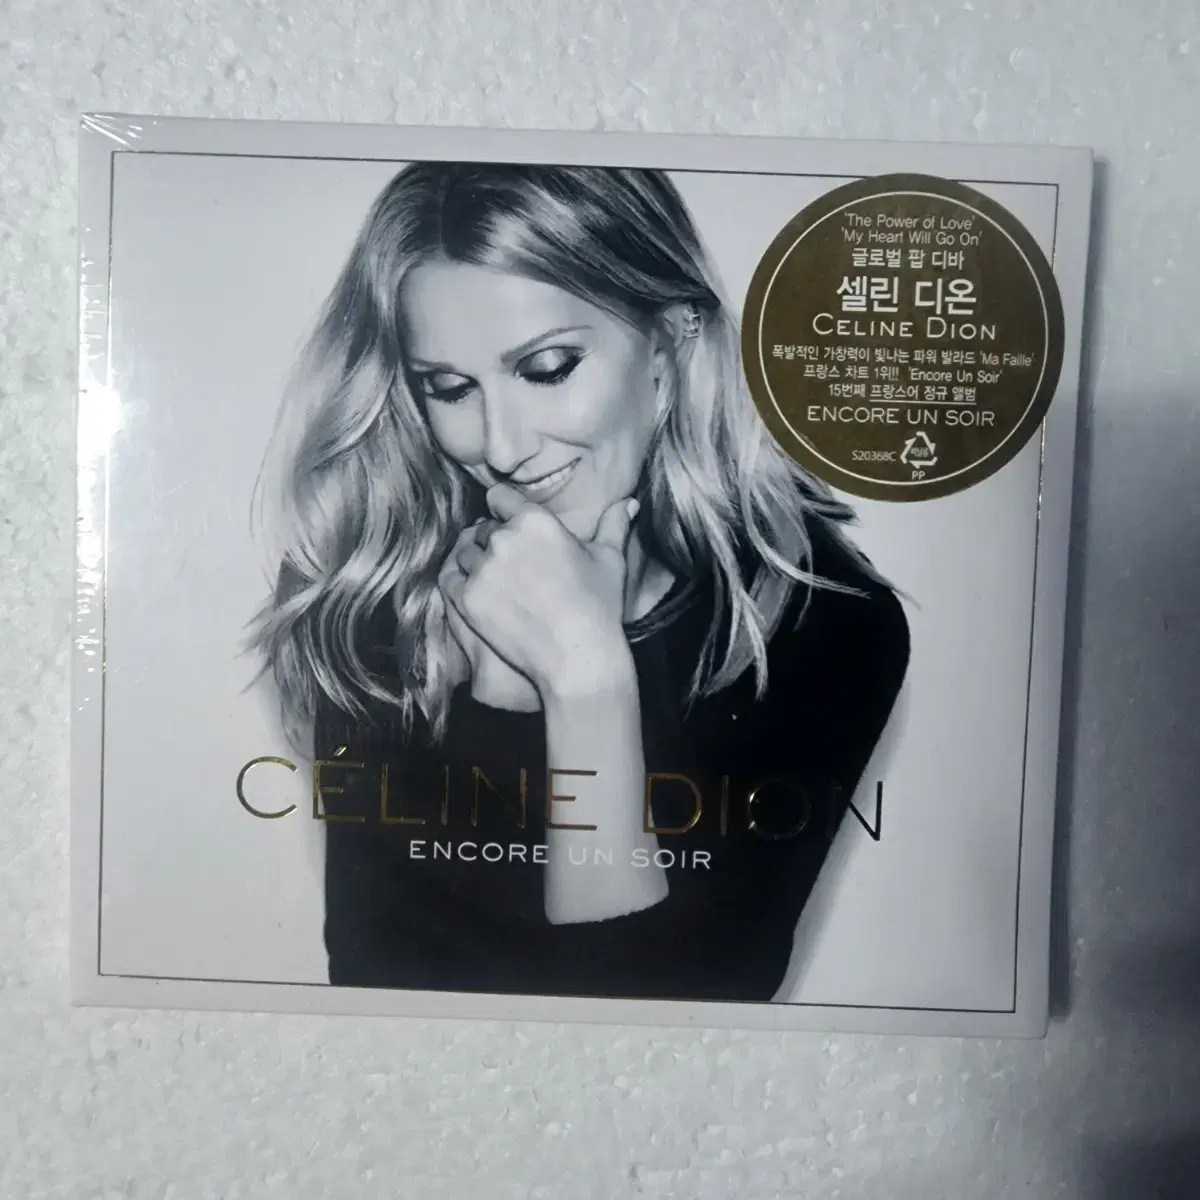 'The Power of Love'
'My Heart Will Go On'
글로벌 팝 디바
셀린 디온
CELINE DION
폭발적인 가창력이 빛나는 파워 발라드 'Ma Faille'
프랑스 차트 1위!! 'Encore Un Soir'
15번째 프랑스어 정규 앨범
ENCORE UN SOIR
S20368C
PP
CÉLINE DION
ENCORE UN SOIR